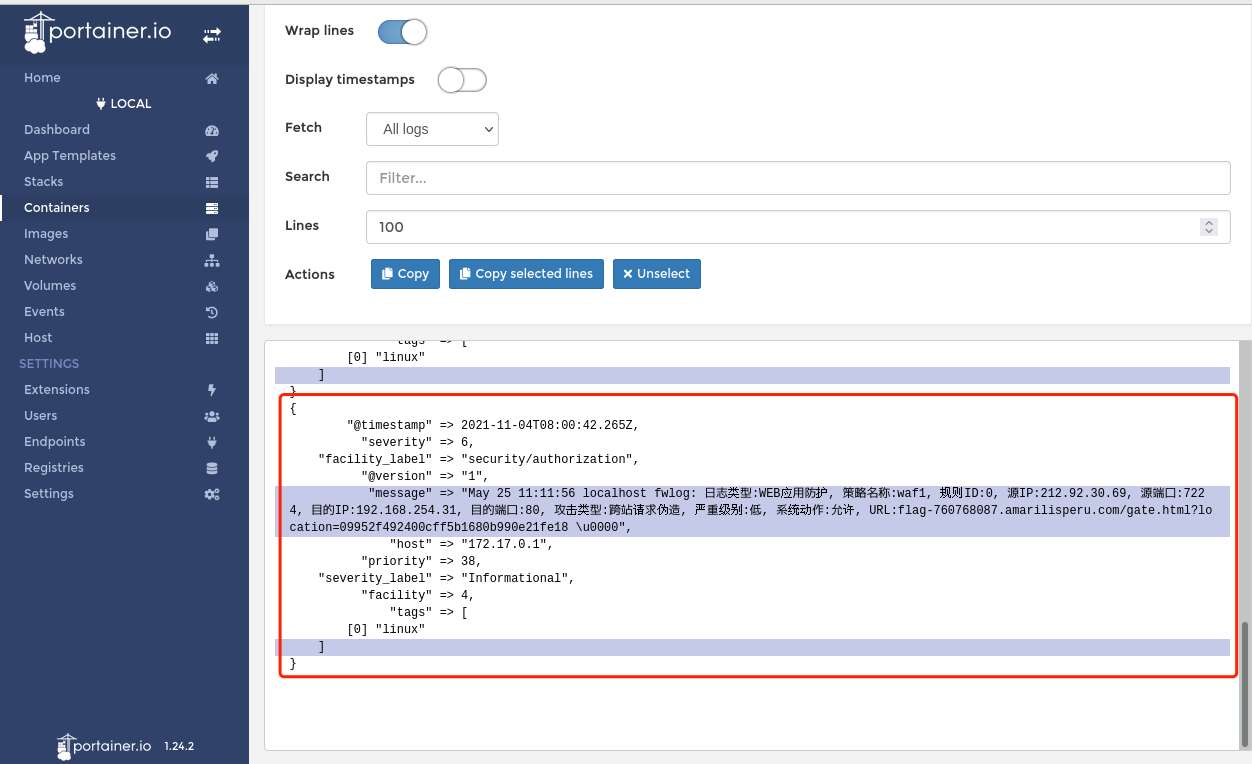 portainer.io
Home
LOCAL
Dashboard
App Templates
Stacks
Containers
Images
Networks
Volumes
Events
Host
SETTINGS
Extensions
Users
Endpoints
Registries
Settings
portainer.io 1.24.2
Wrap lines
Display timestamps
Fetch All logs
Search Filter...
Lines 100
Actions Copy Copy selected lines Unselect
"tags" => [
[0] "linux"
]
}
{
"@timestamp" => 2021-11-04T08:00:42.265Z,
"severity" => 6,
"facility_label" => "security/authorization",
"@version" => "1",
"message" => "May 25 11:11:56 localhost fwlog: 日志类型:WEB应用防护, 策略名称:waf1, 规则ID:0, 源IP:212.92.30.69, 源端口:722
4, 目的IP:192.168.254.31, 目的端口:80, 攻击类型:跨站请求伪造, 严重级别:低, 系统动作:允许, URL:flag-760768087.amarilisperu.com/gate.html?lo
cation=09952f492400cff5b1680b990e21fe18 \u0000",
"host" => "172.17.0.1",
"priority" => 38,
"severity_label" => "Informational",
"facility" => 4,
"tags" => [
[0] "linux"
]
}